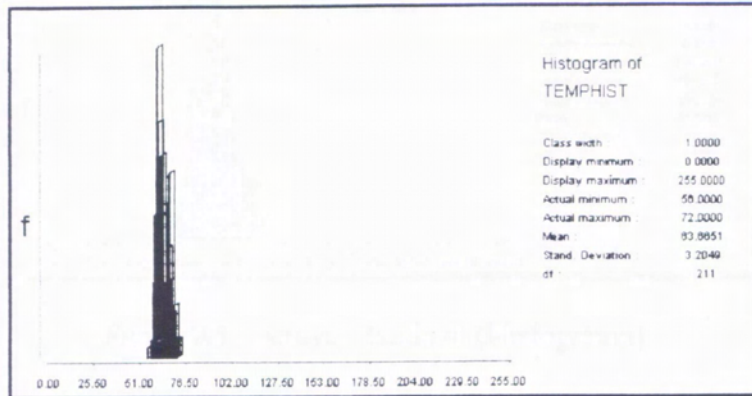 Histogram of
TEMPHIST
Class width : 1.0000
Display minimum : 0.0000
Display maximum : 255.0000
Actual minimum : 58.0000
Actual maximum : 72.0000
Mean : 63.6651
Stand. Deviation : 3.2049
df : 211
f
0.00 25.50 61.00 76.50 102.00 127.50 153.00 178.50 204.00 229.50 255.00